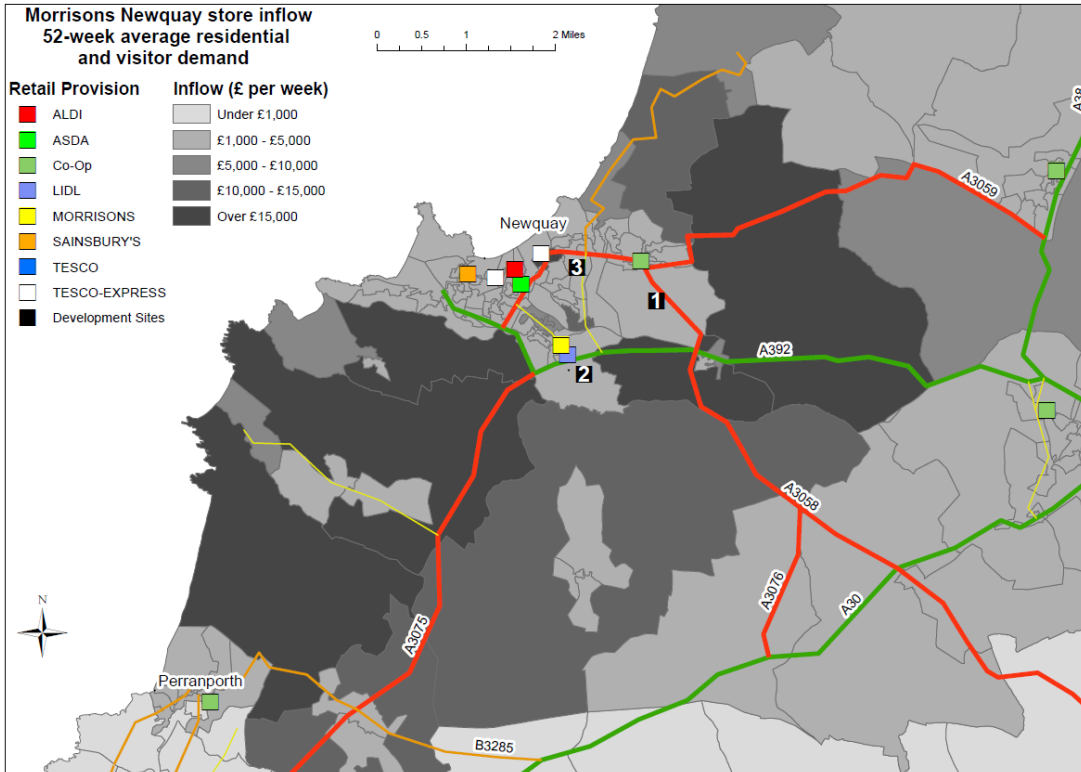 Morrisons Newquay store inflow
52-week average residential
and visitor demand
0 0.5 1 2 Miles
Retail Provision
ALDI
ASDA
Co-Op
LIDL
MORRISONS
SAINSBURY'S
TESCO
TESCO-EXPRESS
Development Sites
Inflow (£ per week)
Under £1,000
£1,000 - £5,000
£5,000 - £10,000
£10,000 - £15,000
Over £15,000
A3059
Newquay
3
1
A392
2
A3058
A3076
A30
A3075
N
Perranporth
B3285